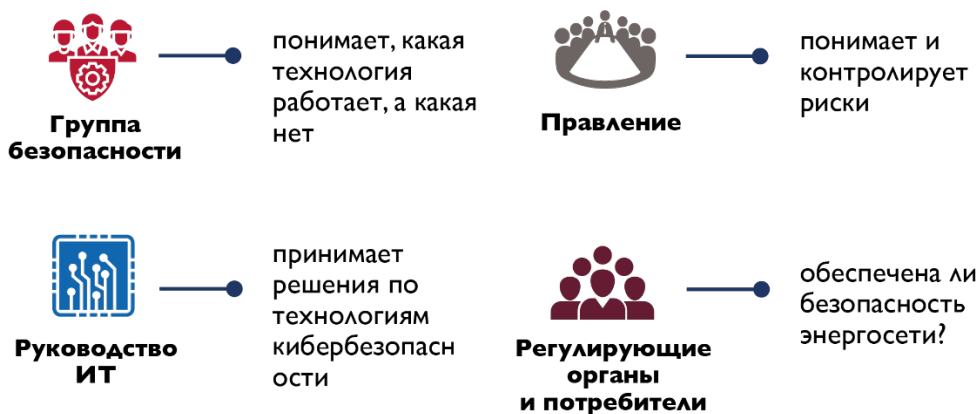 Группа
безопасности
понимает, какая
технология
работает, а какая
нет
Правление
понимает и
контролирует
риски
Руководство
ИТ
принимает
решения по
технологиям
кибербезопасн
ости
Регулирующие
органы
и потребители
обеспечена ли
безопасность
энергосети?